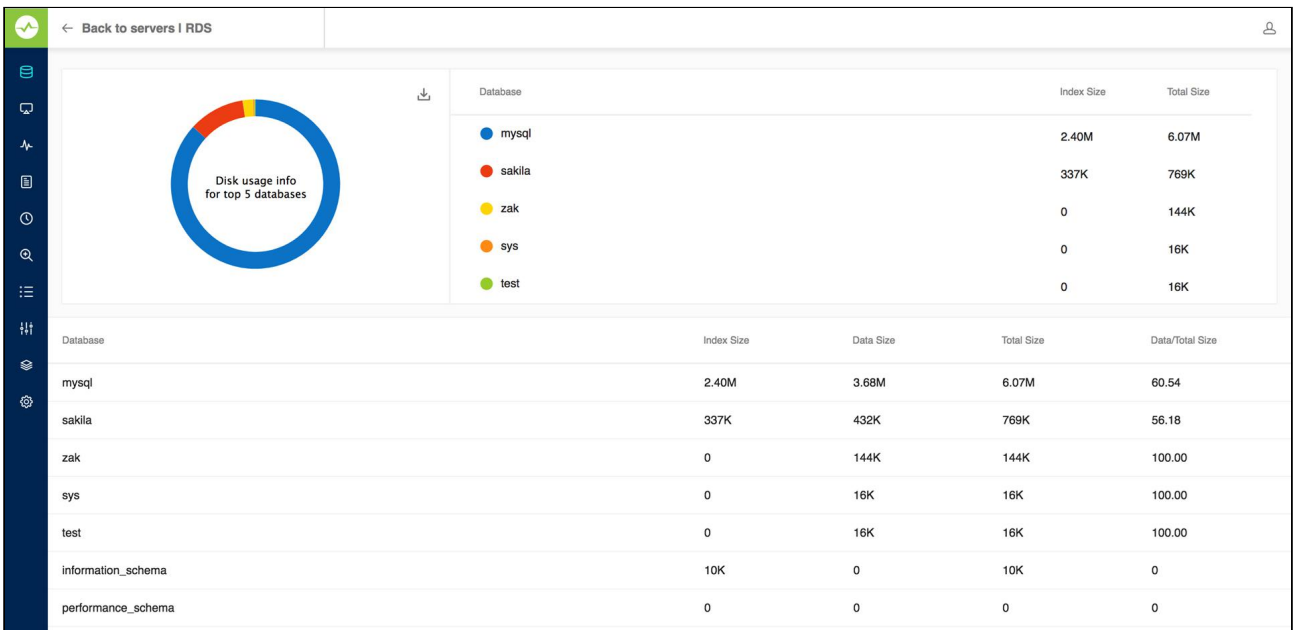 ← Back to servers | RDS
Disk usage info
for top 5 databases
Database Index Size Total Size
mysql 2.40M 6.07M
sakila 337K 769K
zak 0 144K
sys 0 16K
test 0 16K
Database Index Size Data Size Total Size Data/Total Size
mysql 2.40M 3.68M 6.07M 60.54
sakila 337K 432K 769K 56.18
zak 0 144K 144K 100.00
sys 0 16K 16K 100.00
test 0 16K 16K 100.00
information_schema 10K 0 10K 0
performance_schema 0 0 0 0